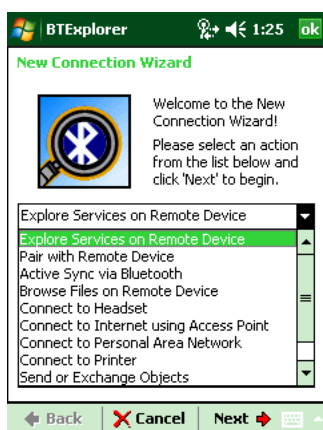 BTExplorer 1:25 ok
New Connection Wizard
Welcome to the New
Connection Wizard!
Please select an action
from the list below and
click 'Next' to begin.
Explore Services on Remote Device
Explore Services on Remote Device
Pair with Remote Device
Active Sync via Bluetooth
Browse Files on Remote Device
Connect to Headset
Connect to Internet using Access Point
Connect to Personal Area Network
Connect to Printer
Send or Exchange Objects
Back Cancel Next